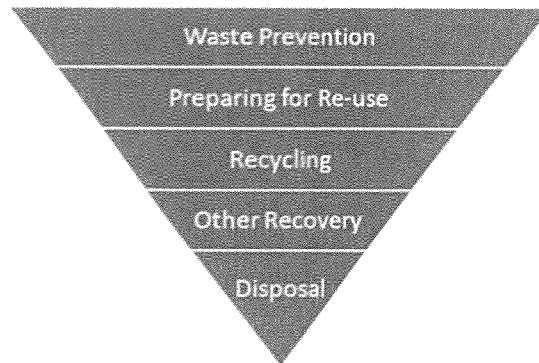 Waste Prevention
Preparing for Re-use
Recycling
Other Recovery
Disposal